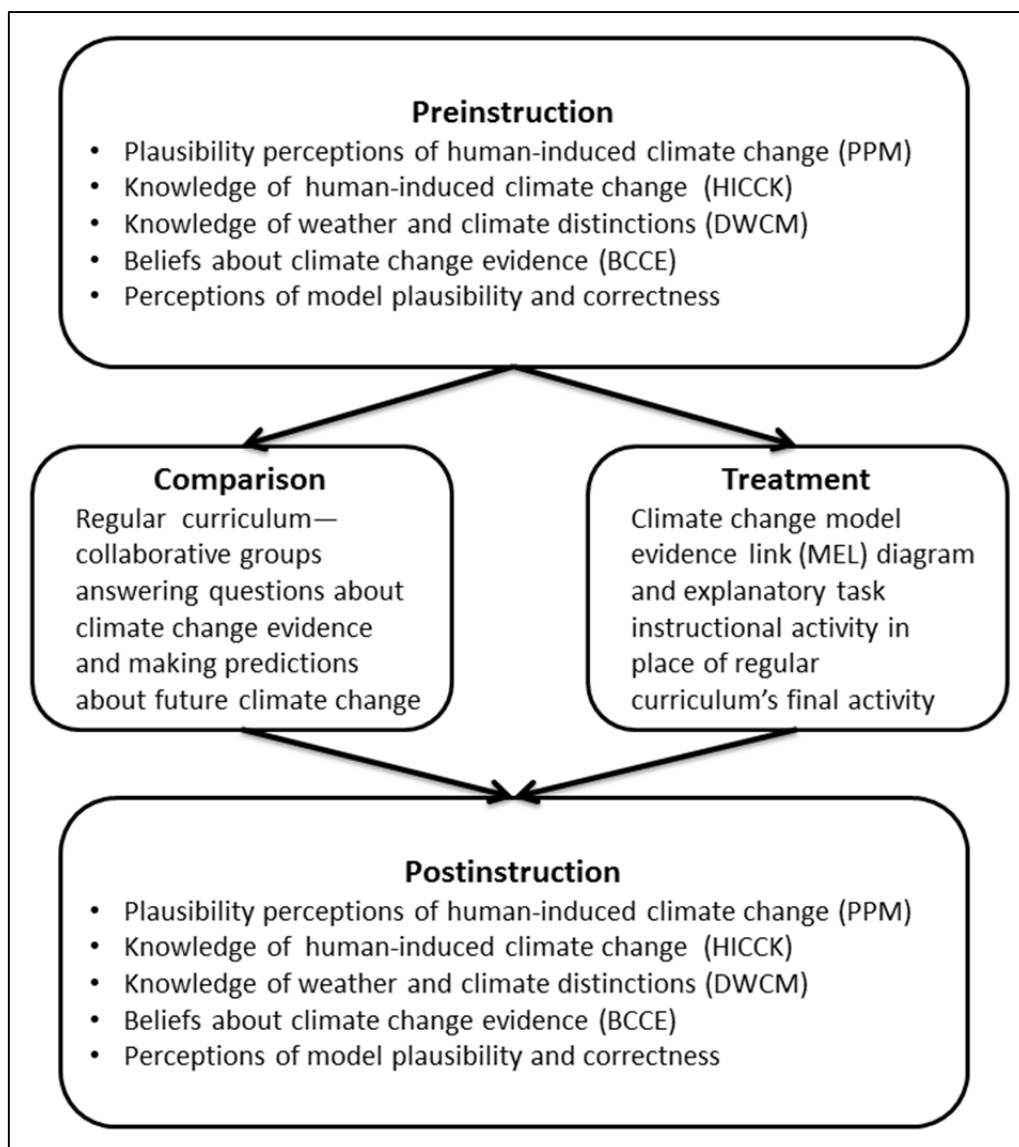 Preinstruction
• Plausibility perceptions of human-induced climate change (PPM)
• Knowledge of human-induced climate change (HICCK)
• Knowledge of weather and climate distinctions (DWCM)
• Beliefs about climate change evidence (BCCE)
• Perceptions of model plausibility and correctness
Comparison
Regular curriculum—
collaborative groups
answering questions about
climate change evidence
and making predictions
about future climate change
Treatment
Climate change model
evidence link (MEL) diagram
and explanatory task
instructional activity in
place of regular
curriculum’s final activity
Postinstruction
• Plausibility perceptions of human-induced climate change (PPM)
• Knowledge of human-induced climate change (HICCK)
• Knowledge of weather and climate distinctions (DWCM)
• Beliefs about climate change evidence (BCCE)
• Perceptions of model plausibility and correctness